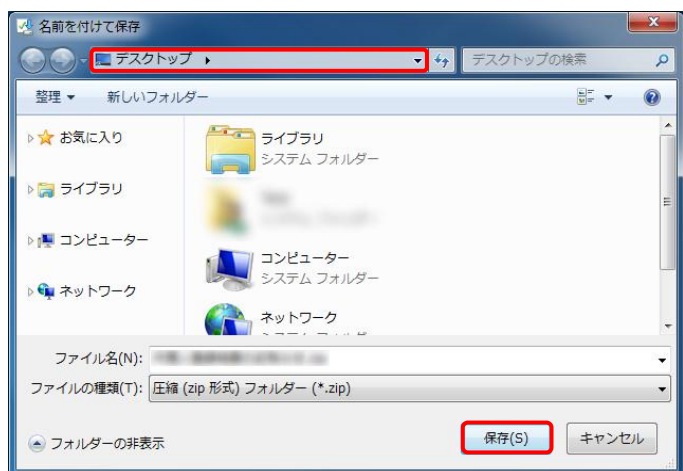 名前を付けて保存
デスクトップ
デスクトップの検索
整理
新しいフォルダー
お気に入り
ライブラリ
コンピューター
ネットワーク
ライブラリ
システム フォルダー
コンピューター
システム フォルダー
ネットワーク
ファイル名(N):
ファイルの種類(T): 圧縮 (zip 形式) フォルダー (*.zip)
フォルダーの非表示
保存(S)
キャンセル